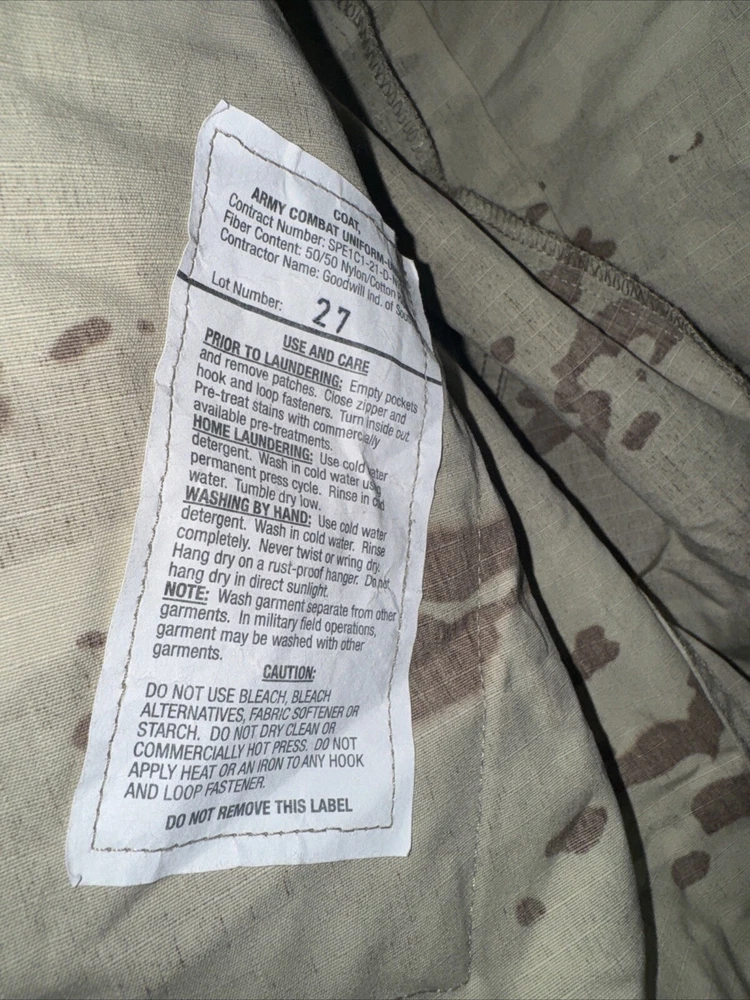 COAT,
ARMY COMBAT UNIFORM-
Contract Number: SPE1C1-21-D-
Fiber Content: 50/50 Nylon/Cotton
Contractor Name: Goodwill Ind. of
Lot Number: 27
USE AND CARE
PRIOR TO LAUNDERING: Empty pockets
and remove patches. Close zipper and
hook and loop fasteners. Turn inside out.
Pre-treat stains with commercially
available pre-treatments.
HOME LAUNDERING: Use cold water
detergent. Wash in cold water using
permanent press cycle. Rinse in cold
water. Tumble dry low.
WASHING BY HAND: Use cold water
detergent. Wash in cold water. Rinse
completely. Never twist or wring dry.
Hang dry on a rust-proof hanger. Do not
hang dry in direct sunlight.
NOTE: Wash garment separate from other
garments. In military field operations,
garment may be washed with other
garments.
CAUTION:
DO NOT USE BLEACH, BLEACH
ALTERNATIVES, FABRIC SOFTENER OR
STARCH. DO NOT DRY CLEAN OR
COMMERCIALLY HOT PRESS. DO NOT
APPLY HEAT OR AN IRON TO ANY HOOK
AND LOOP FASTENER.
DO NOT REMOVE THIS LABEL